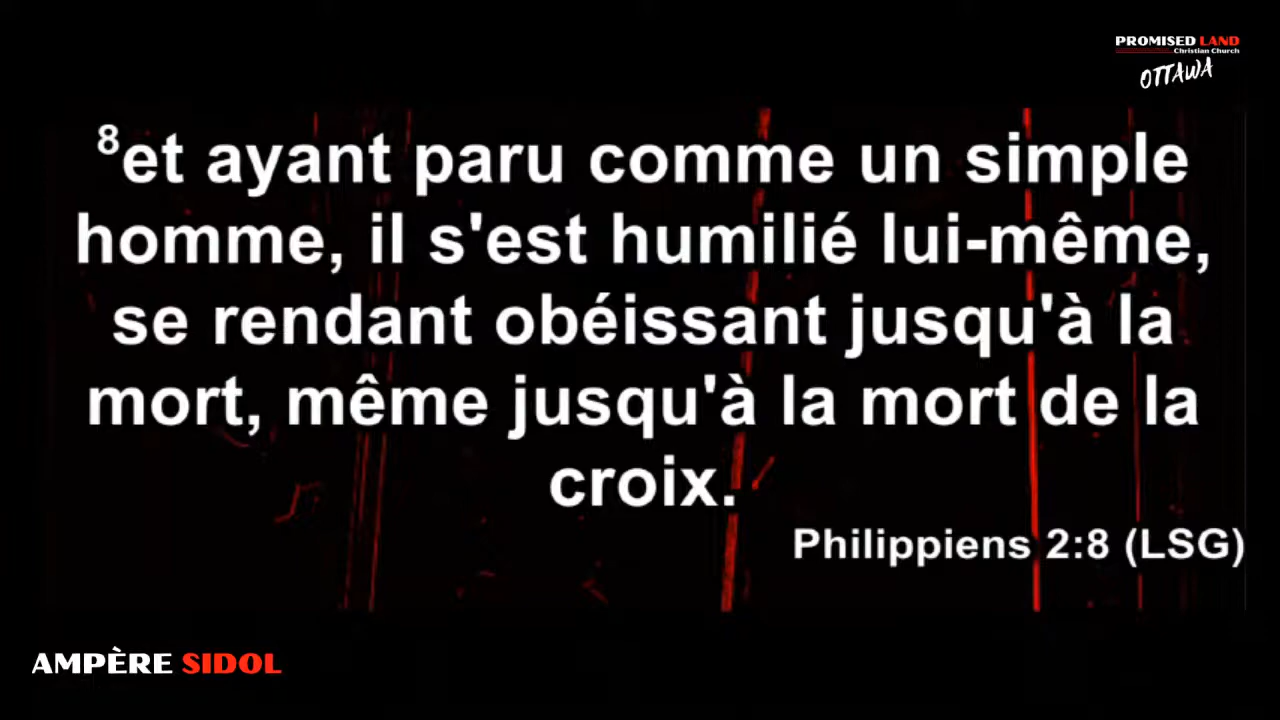 PROMISED LAND
Christian Church
OTTAWA
8et ayant paru comme un simple
homme, il s'est humilié lui-même,
se rendant obéissant jusqu'à la
mort, même jusqu'à la mort de la
croix.
Philippiens 2:8 (LSG)
AMPÈRE SIDOL